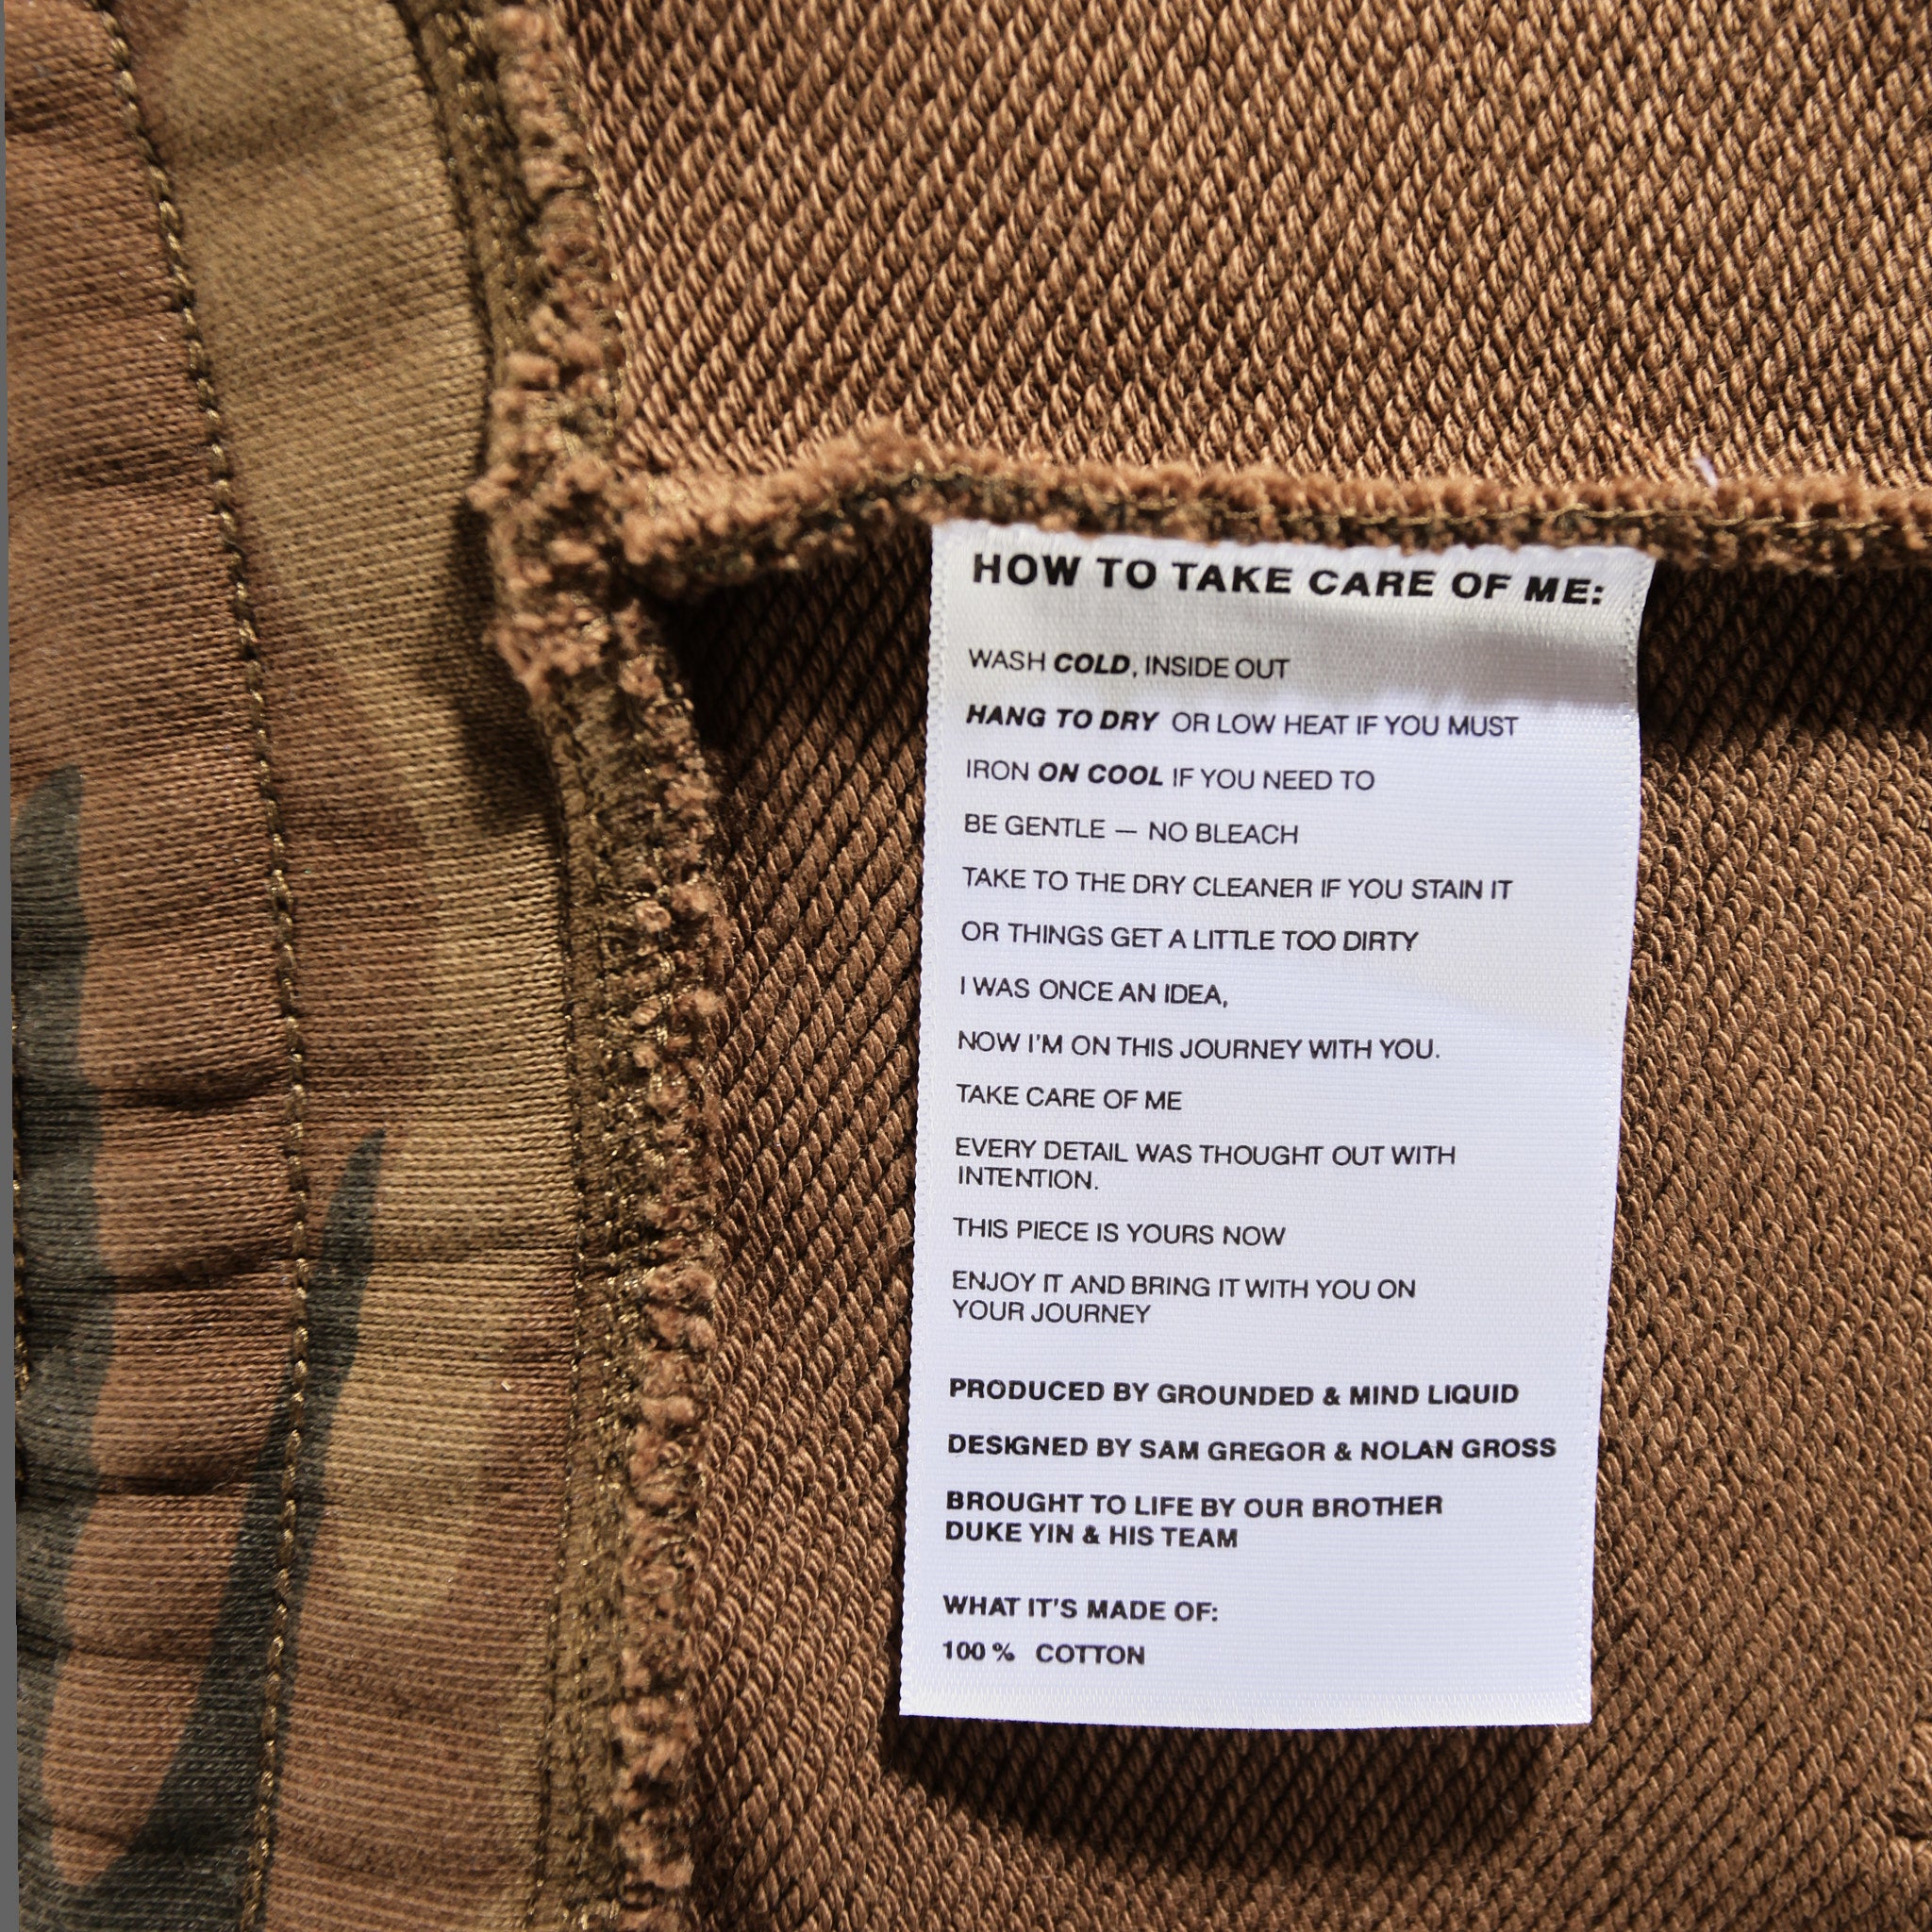 HOW TO TAKE CARE OF ME:
WASH COLD, INSIDE OUT
HANG TO DRY OR LOW HEAT IF YOU MUST
IRON ON COOL IF YOU NEED TO
BE GENTLE — NO BLEACH
TAKE TO THE DRY CLEANER IF YOU STAIN IT
OR THINGS GET A LITTLE TOO DIRTY
I WAS ONCE AN IDEA,
NOW I'M ON THIS JOURNEY WITH YOU.
TAKE CARE OF ME
EVERY DETAIL WAS THOUGHT OUT WITH
INTENTION.
THIS PIECE IS YOURS NOW
ENJOY IT AND BRING IT WITH YOU ON
YOUR JOURNEY
PRODUCED BY GROUNDED & MIND LIQUID
DESIGNED BY SAM GREGOR & NOLAN GROSS
BROUGHT TO LIFE BY OUR BROTHER
DUKE YIN & HIS TEAM
WHAT IT'S MADE OF:
100 % COTTON